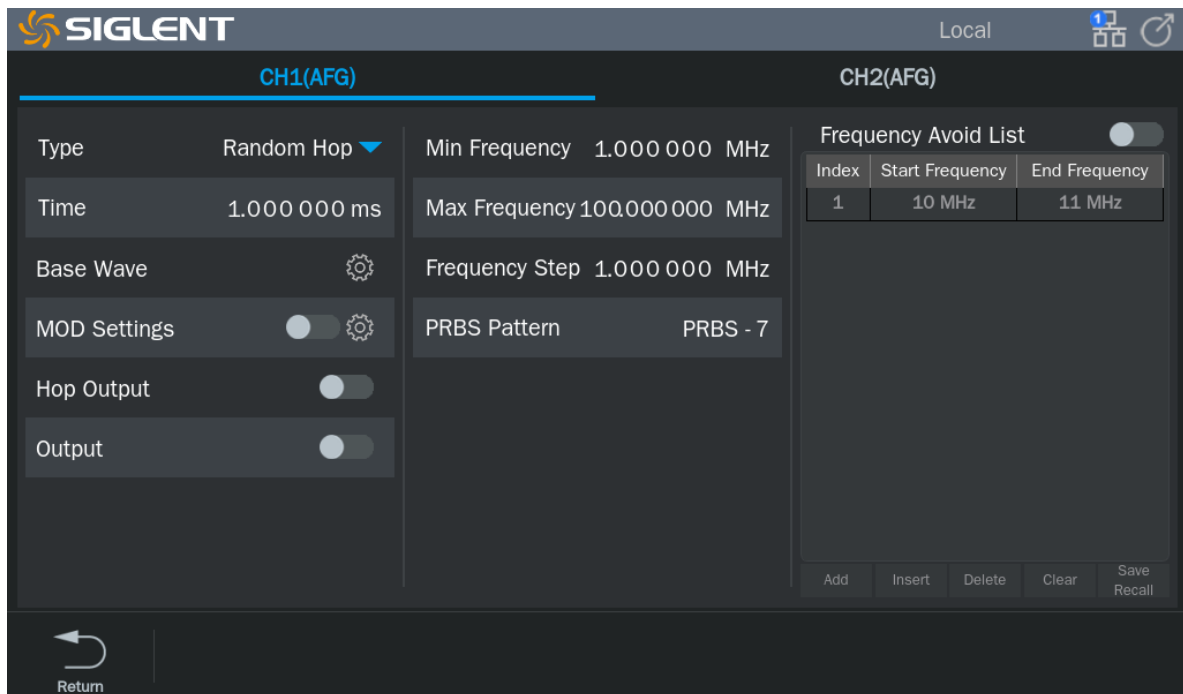 SIGLENT
Local
1
CH1(AFG)
CH2(AFG)
Type Random Hop
Time 1.000 000 ms
Base Wave
MOD Settings
Hop Output
Output
Min Frequency 1.000 000 MHz
Max Frequency 100.000 000 MHz
Frequency Step 1.000 000 MHz
PRBS Pattern PRBS - 7
Frequency Avoid List
Index Start Frequency End Frequency
1 10 MHz 11 MHz
Add Insert Delete Clear Save
Recall
Return